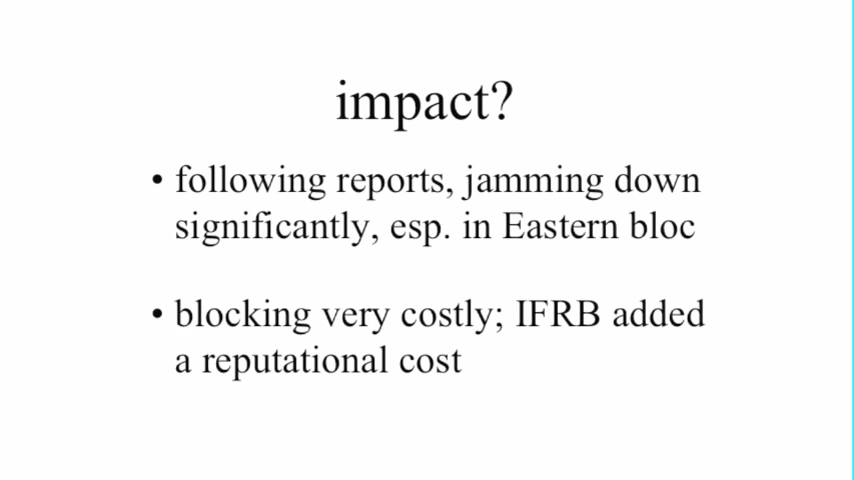 impact?
• following reports, jamming down
significantly, esp. in Eastern bloc
• blocking very costly; IFRB added
a reputational cost